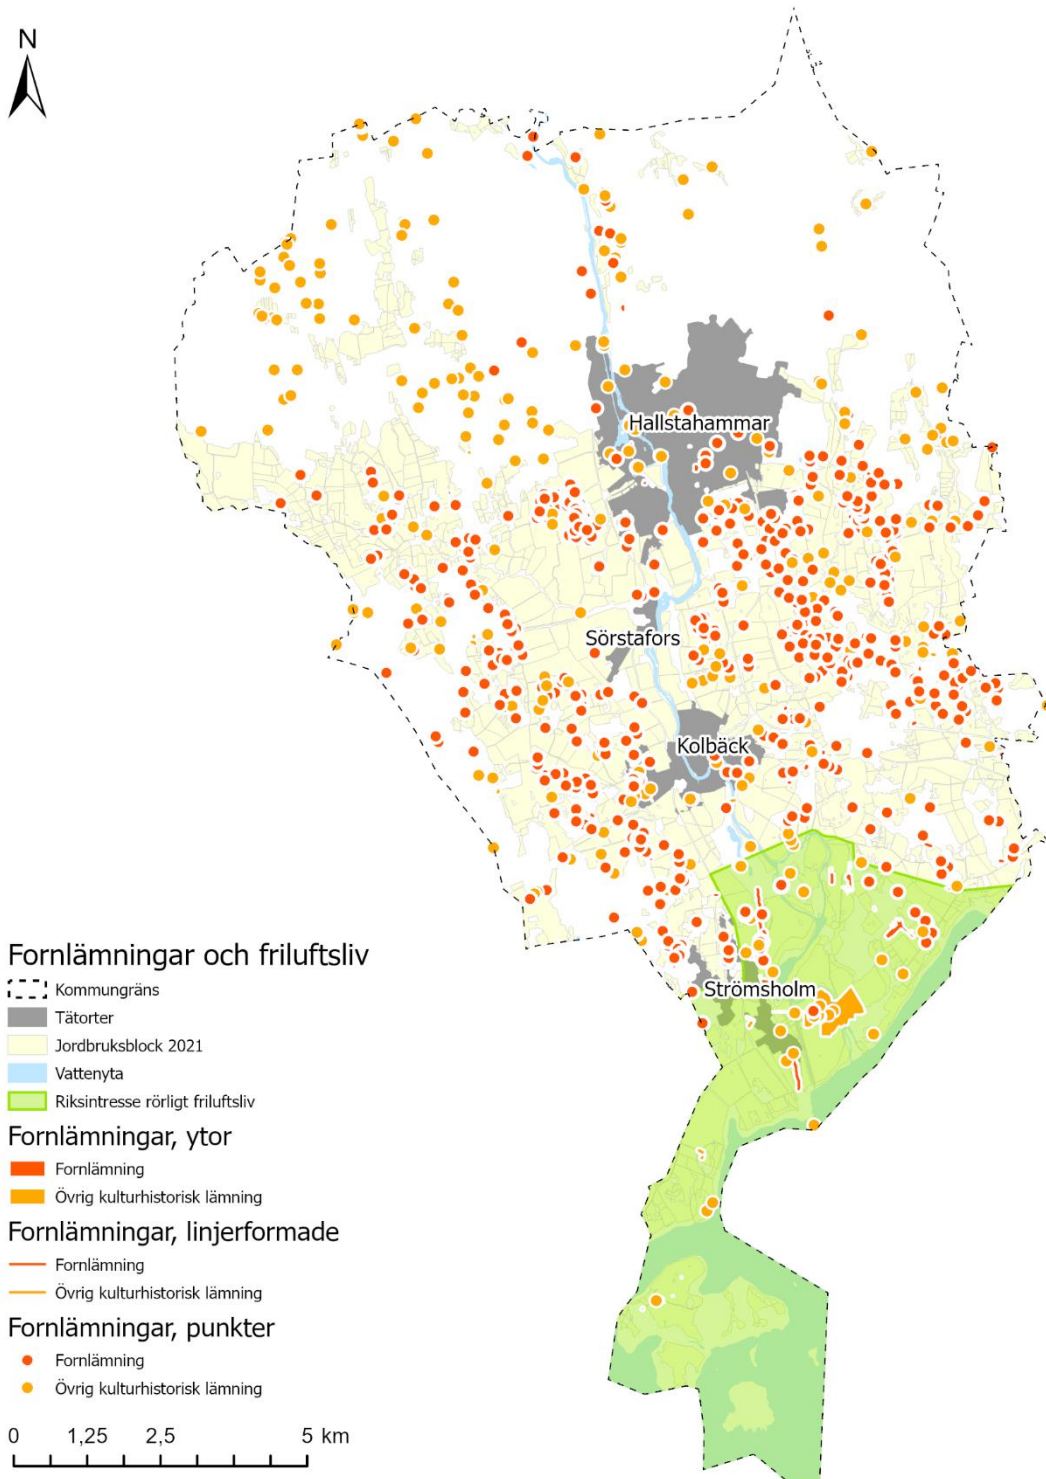 N
Hallstahammar
Sörstafors
Kolbäck
Strömsholm
Fornlämningar och friluftsliv
Kommungräns
Tätorter
Jordbruksblock 2021
Vattenyta
Riksintresse rörligt friluftsliv
Fornlämningar, ytor
Fornlämning
Övrig kulturhistorisk lämning
Fornlämningar, linjerformade
Fornlämning
Övrig kulturhistorisk lämning
Fornlämningar, punkter
Fornlämning
Övrig kulturhistorisk lämning
0 1,25 2,5 5 km